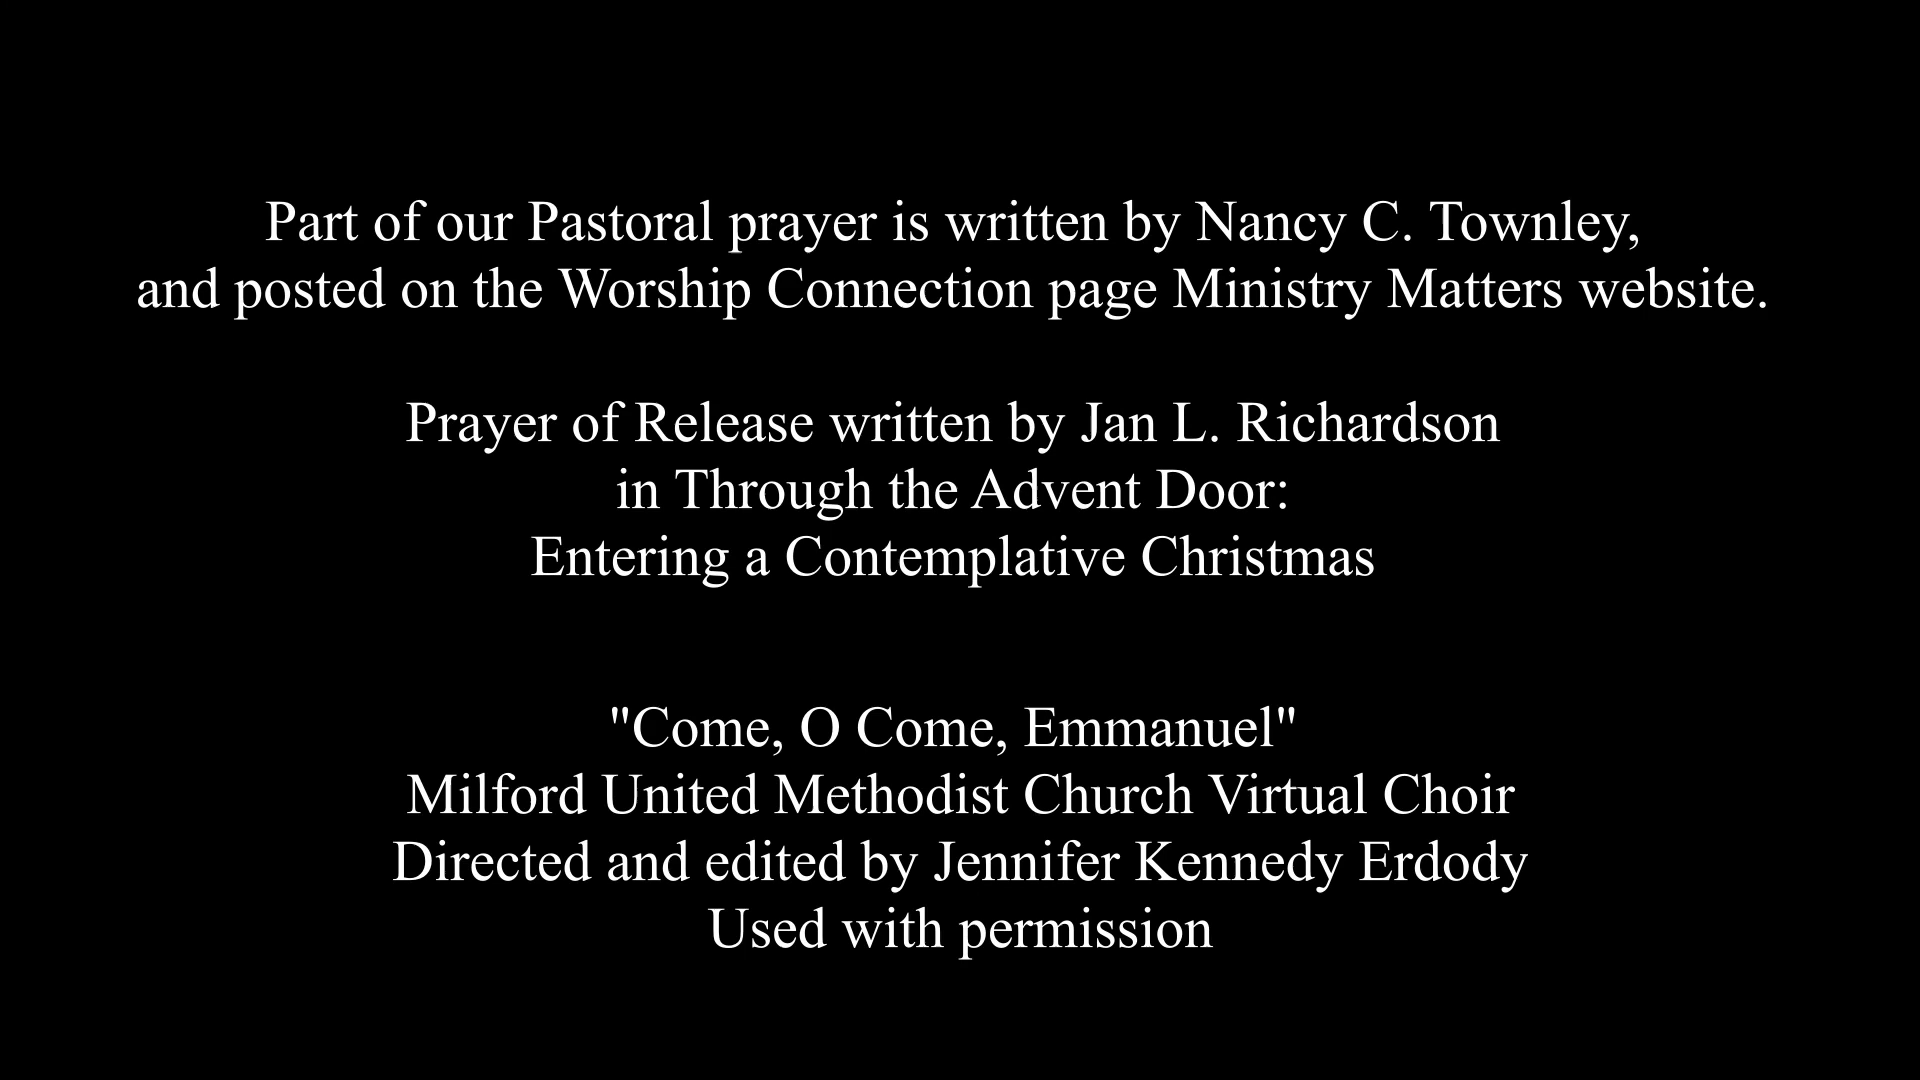 Part of our Pastoral prayer is written by Nancy C. Townley,
and posted on the Worship Connection page Ministry Matters website.
Prayer of Release written by Jan L. Richardson
in Through the Advent Door:
Entering a Contemplative Christmas
"Come, O Come, Emmanuel"
Milford United Methodist Church Virtual Choir
Directed and edited by Jennifer Kennedy Erdody
Used with permission